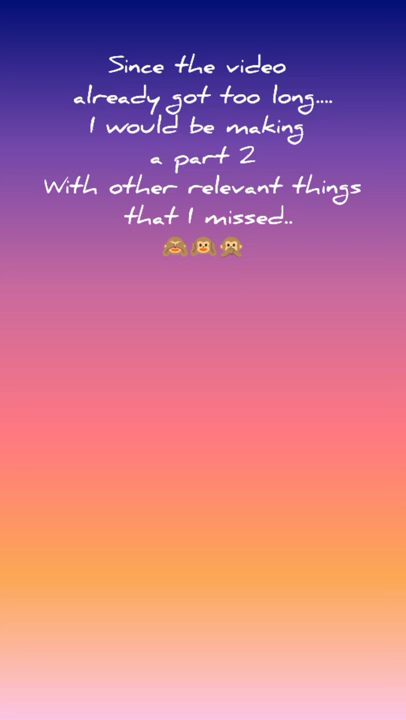 Since the video
already got too long....
I would be making
a part 2
With other relevant things
that I missed..
🙈🐵🙊